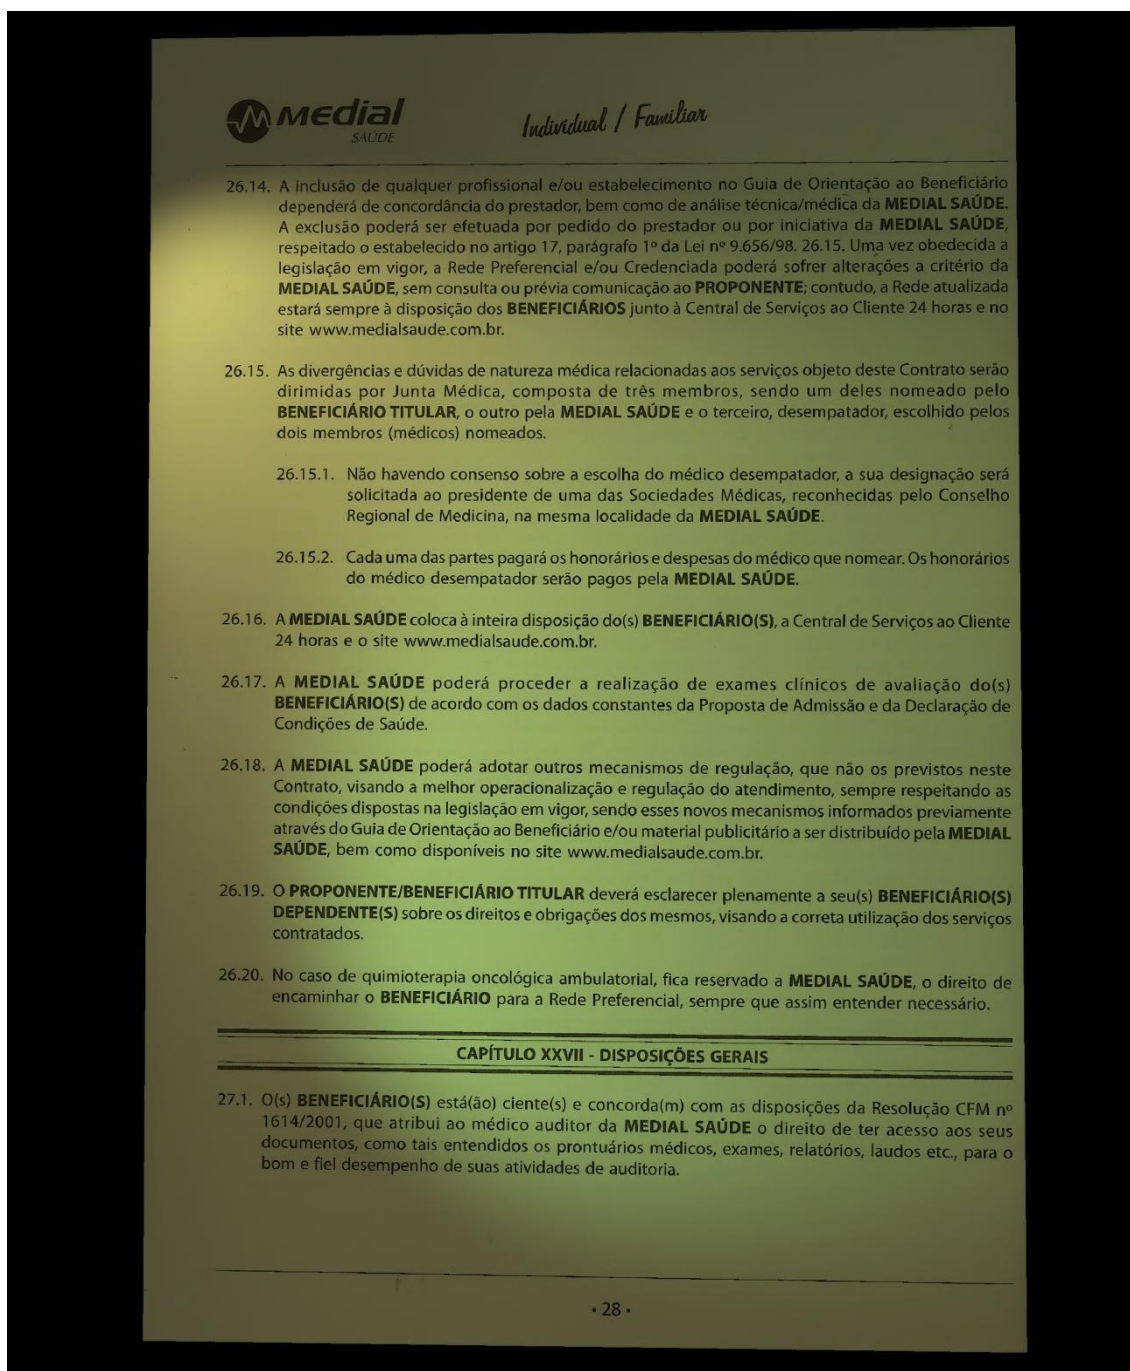 Medial
SAÚDE
Individual / Familiar
26.14. A inclusão de qualquer profissional e/ou estabelecimento no Guia de Orientação ao Beneficiário
dependerá de concordância do prestador, bem como de análise técnica/médica da MEDIAL SAÚDE.
A exclusão poderá ser efetuada por pedido do prestador ou por iniciativa da MEDIAL SAÚDE,
respeitado o estabelecido no artigo 17, parágrafo 1º da Lei nº 9.656/98. 26.15. Uma vez obedecida a
legislação em vigor, a Rede Preferencial e/ou Credenciada poderá sofrer alterações a critério da
MEDIAL SAÚDE, sem consulta ou prévia comunicação ao PROPONENTE; contudo, a Rede atualizada
estará sempre à disposição dos BENEFICIÁRIOS junto à Central de Serviços ao Cliente 24 horas e no
site www.medialsaude.com.br.
26.15. As divergências e dúvidas de natureza médica relacionadas aos serviços objeto deste Contrato serão
dirimidas por Junta Médica, composta de três membros, sendo um deles nomeado pelo
BENEFICIÁRIO TITULAR, o outro pela MEDIAL SAÚDE e o terceiro, desempatador, escolhido pelos
dois membros (médicos) nomeados.
26.15.1. Não havendo consenso sobre a escolha do médico desempatador, a sua designação será
solicitada ao presidente de uma das Sociedades Médicas, reconhecidas pelo Conselho
Regional de Medicina, na mesma localidade da MEDIAL SAÚDE.
26.15.2. Cada uma das partes pagará os honorários e despesas do médico que nomear. Os honorários
do médico desempatador serão pagos pela MEDIAL SAÚDE.
26.16. A MEDIAL SAÚDE coloca à inteira disposição do(s) BENEFICIÁRIO(S), a Central de Serviços ao Cliente
24 horas e o site www.medialsaude.com.br.
26.17. A MEDIAL SAÚDE poderá proceder a realização de exames clínicos de avaliação do(s)
BENEFICIÁRIO(S) de acordo com os dados constantes da Proposta de Admissão e da Declaração de
Condições de Saúde.
26.18. A MEDIAL SAÚDE poderá adotar outros mecanismos de regulação, que não os previstos neste
Contrato, visando a melhor operacionalização e regulação do atendimento, sempre respeitando as
condições dispostas na legislação em vigor, sendo esses novos mecanismos informados previamente
através do Guia de Orientação ao Beneficiário e/ou material publicitário a ser distribuído pela MEDIAL
SAÚDE, bem como disponíveis no site www.medialsaude.com.br.
26.19. O PROPONENTE/BENEFICIÁRIO TITULAR deverá esclarecer plenamente a seu(s) BENEFICIÁRIO(S)
DEPENDENTE(S) sobre os direitos e obrigações dos mesmos, visando a correta utilização dos serviços
contratados.
26.20. No caso de quimioterapia oncológica ambulatorial, fica reservado a MEDIAL SAÚDE, o direito de
encaminhar o BENEFICIÁRIO para a Rede Preferencial, sempre que assim entender necessário.
CAPÍTULO XXVII - DISPOSIÇÕES GERAIS
27.1. O(s) BENEFICIÁRIO(S) está(ão) ciente(s) e concorda(m) com as disposições da Resolução CFM nº
1614/2001, que atribui ao médico auditor da MEDIAL SAÚDE o direito de ter acesso aos seus
documentos, como tais entendidos os prontuários médicos, exames, relatórios, laudos etc., para o
bom e fiel desempenho de suas atividades de auditoria.
· 28 ·